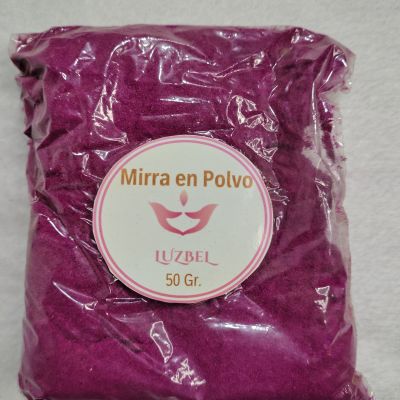 Mirra en Polvo
LUZBEL
50 Gr.